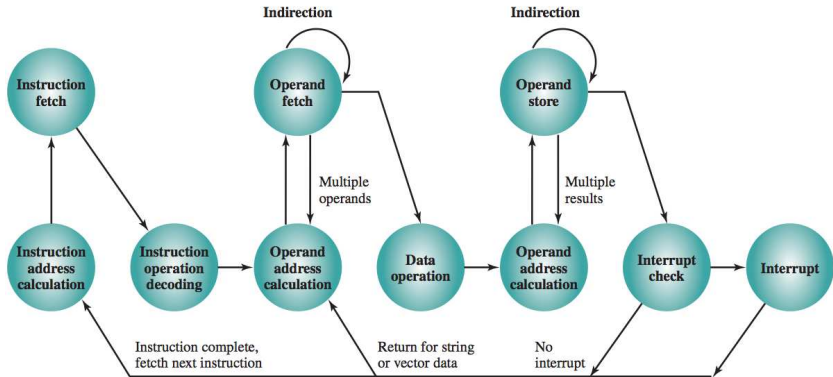 Indirection
Indirection
Instruction
fetch
Operand
fetch
Operand
store
Multiple
operands
Multiple
results
Instruction
address
calculation
Instruction
operation
decoding
Operand
address
calculation
Data
operation
Operand
address
calculation
Interrupt
check
Interrupt
Instruction complete,
fetcth next instruction
Return for string
or vector data
No
interrupt